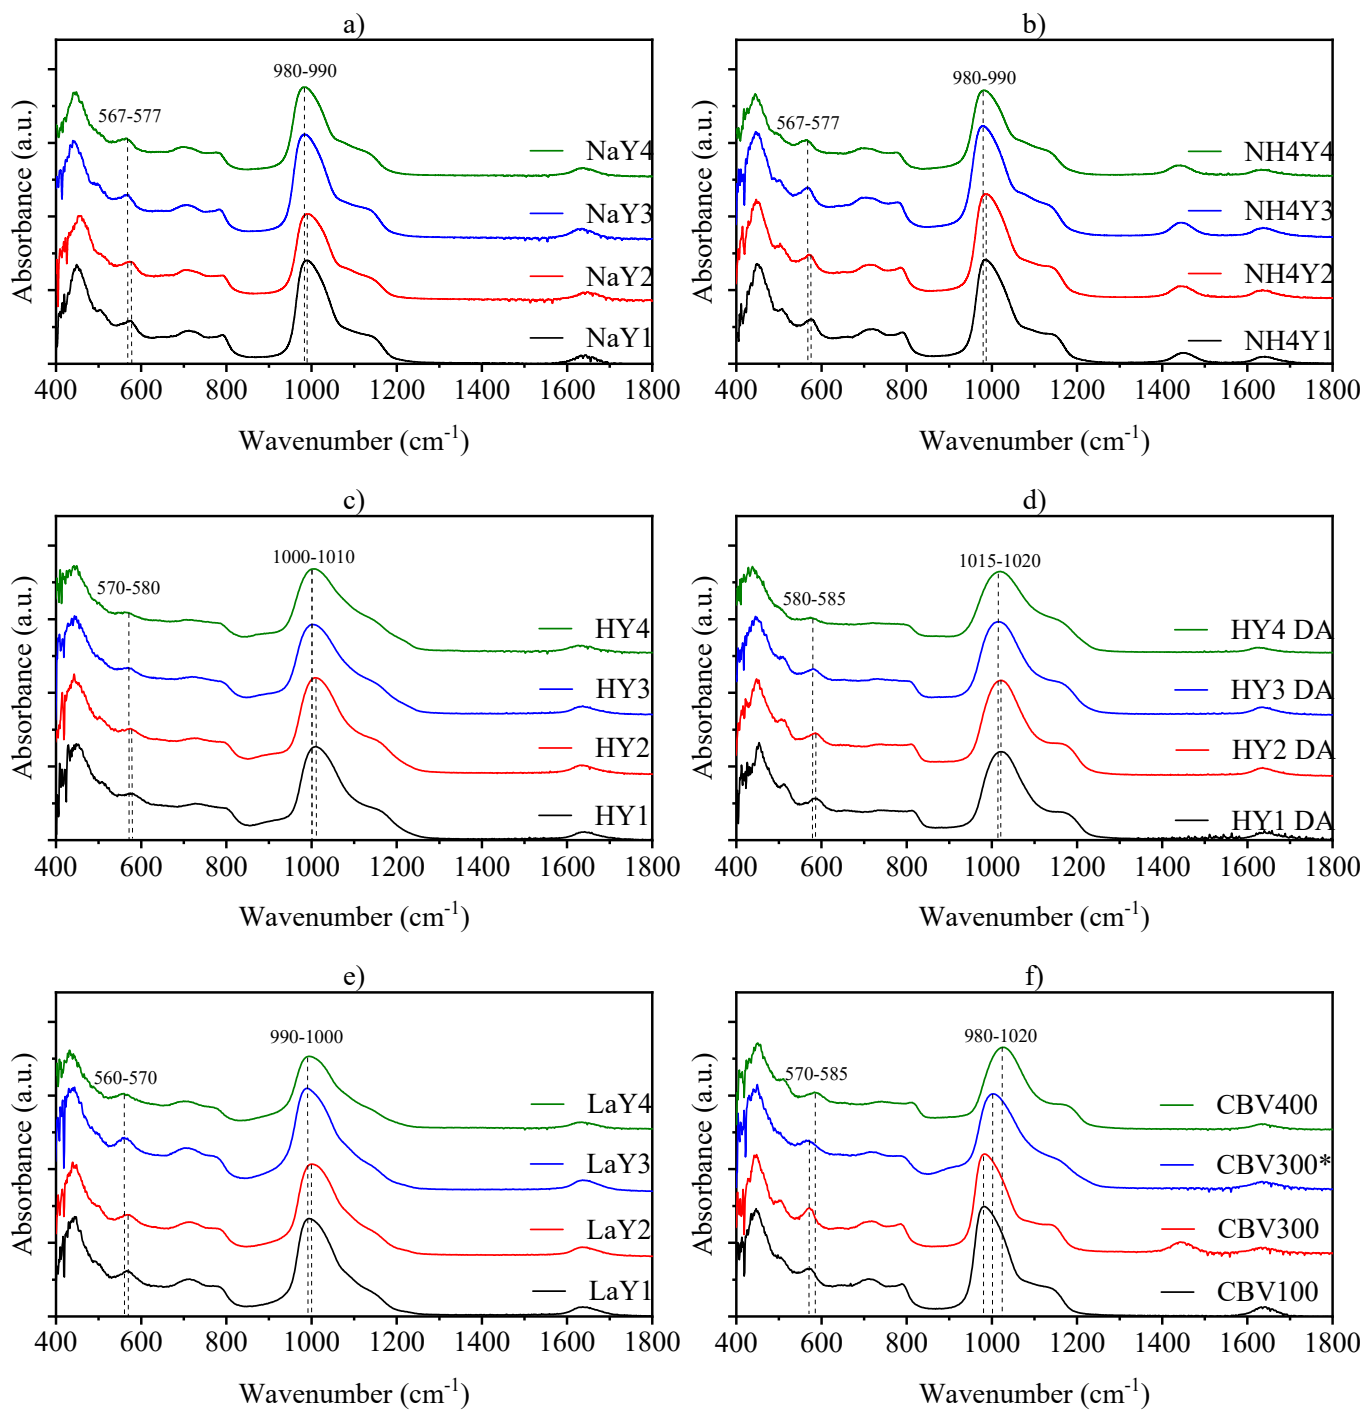 a)
980-990
567-577
NaY4
NaY3
NaY2
NaY1
Absorbance (a.u.)
400 600 800 1000 1200 1400 1600 1800
Wavenumber (cm⁻¹)
b)
980-990
567-577
NH4Y4
NH4Y3
NH4Y2
NH4Y1
Absorbance (a.u.)
400 600 800 1000 1200 1400 1600 1800
Wavenumber (cm⁻¹)
c)
1000-1010
570-580
HY4
HY3
HY2
HY1
Absorbance (a.u.)
400 600 800 1000 1200 1400 1600 1800
Wavenumber (cm⁻¹)
d)
1015-1020
580-585
HY4 DA
HY3 DA
HY2 DA
HY1 DA
Absorbance (a.u.)
400 600 800 1000 1200 1400 1600 1800
Wavenumber (cm⁻¹)
e)
990-1000
560-570
LaY4
LaY3
LaY2
LaY1
Absorbance (a.u.)
400 600 800 1000 1200 1400 1600 1800
Wavenumber (cm⁻¹)
f)
980-1020
570-585
CBV400
CBV300*
CBV300
CBV100
Absorbance (a.u.)
400 600 800 1000 1200 1400 1600 1800
Wavenumber (cm⁻¹)